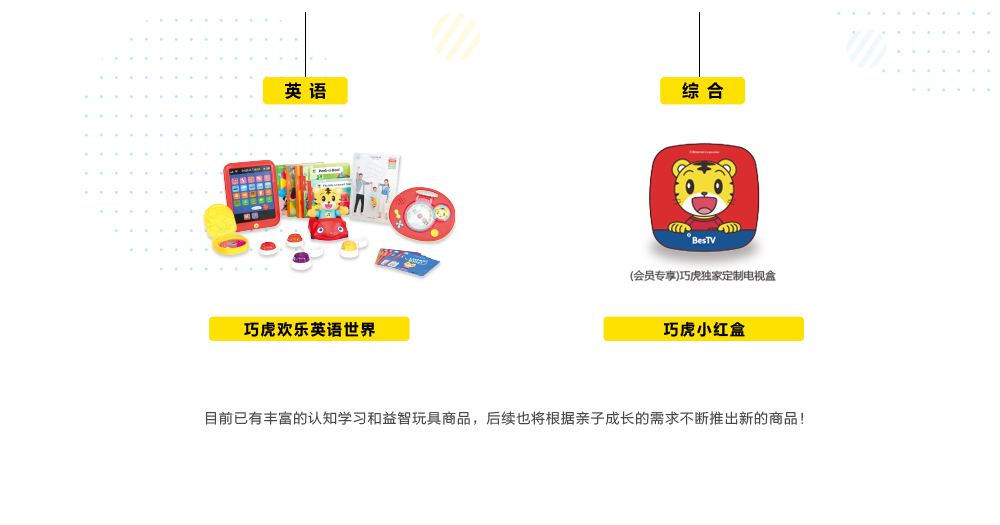 英语
综合
BesTV
(会员专享)巧虎独家定制电视盒
巧虎欢乐英语世界
巧虎小红盒
目前已有丰富的认知学习和益智玩具商品，后续也将根据亲子成长的需求不断推出新的商品！